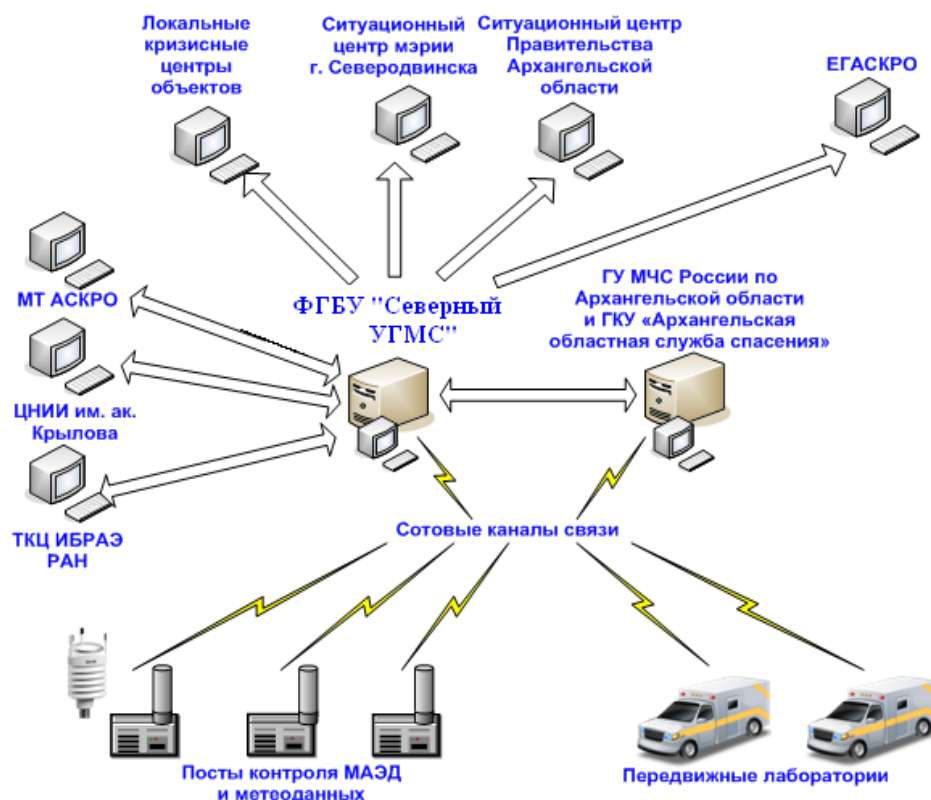 Локальные
кризисные
центры
объектов
Ситуационный
центр мэрии
г. Северодвинска
Ситуационный центр
Правительства
Архангельской
области
ЕГАСКРО
МТ АСКРО
ФГБУ "Северный
УГМС"
ГУ МЧС России по
Архангельской области
и ГКУ «Архангельская
областная служба спасения»
ЦНИИ им. ак.
Крылова
ТКЦ ИБРАЭ
РАН
Сотовые каналы связи
Посты контроля МАЭД
и метеоданных
Передвижные лаборатории